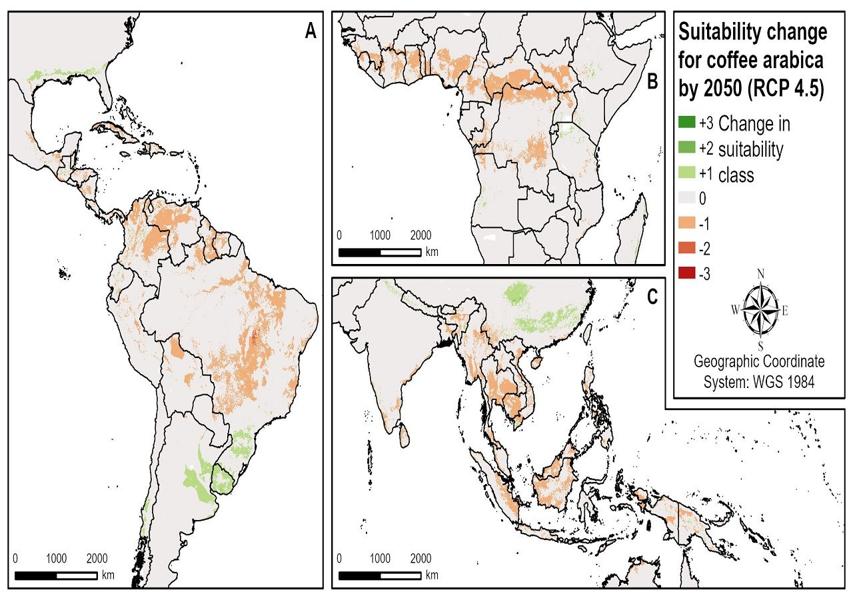 A
B
C
Suitability change
for coffee arabica
by 2050 (RCP 4.5)
+3 Change in
+2 suitability
+1 class
0
-1
-2
-3
N
W E
S
Geographic Coordinate
System: WGS 1984
0 1000 2000
km
0 1000 2000
km
0 1000 2000
km